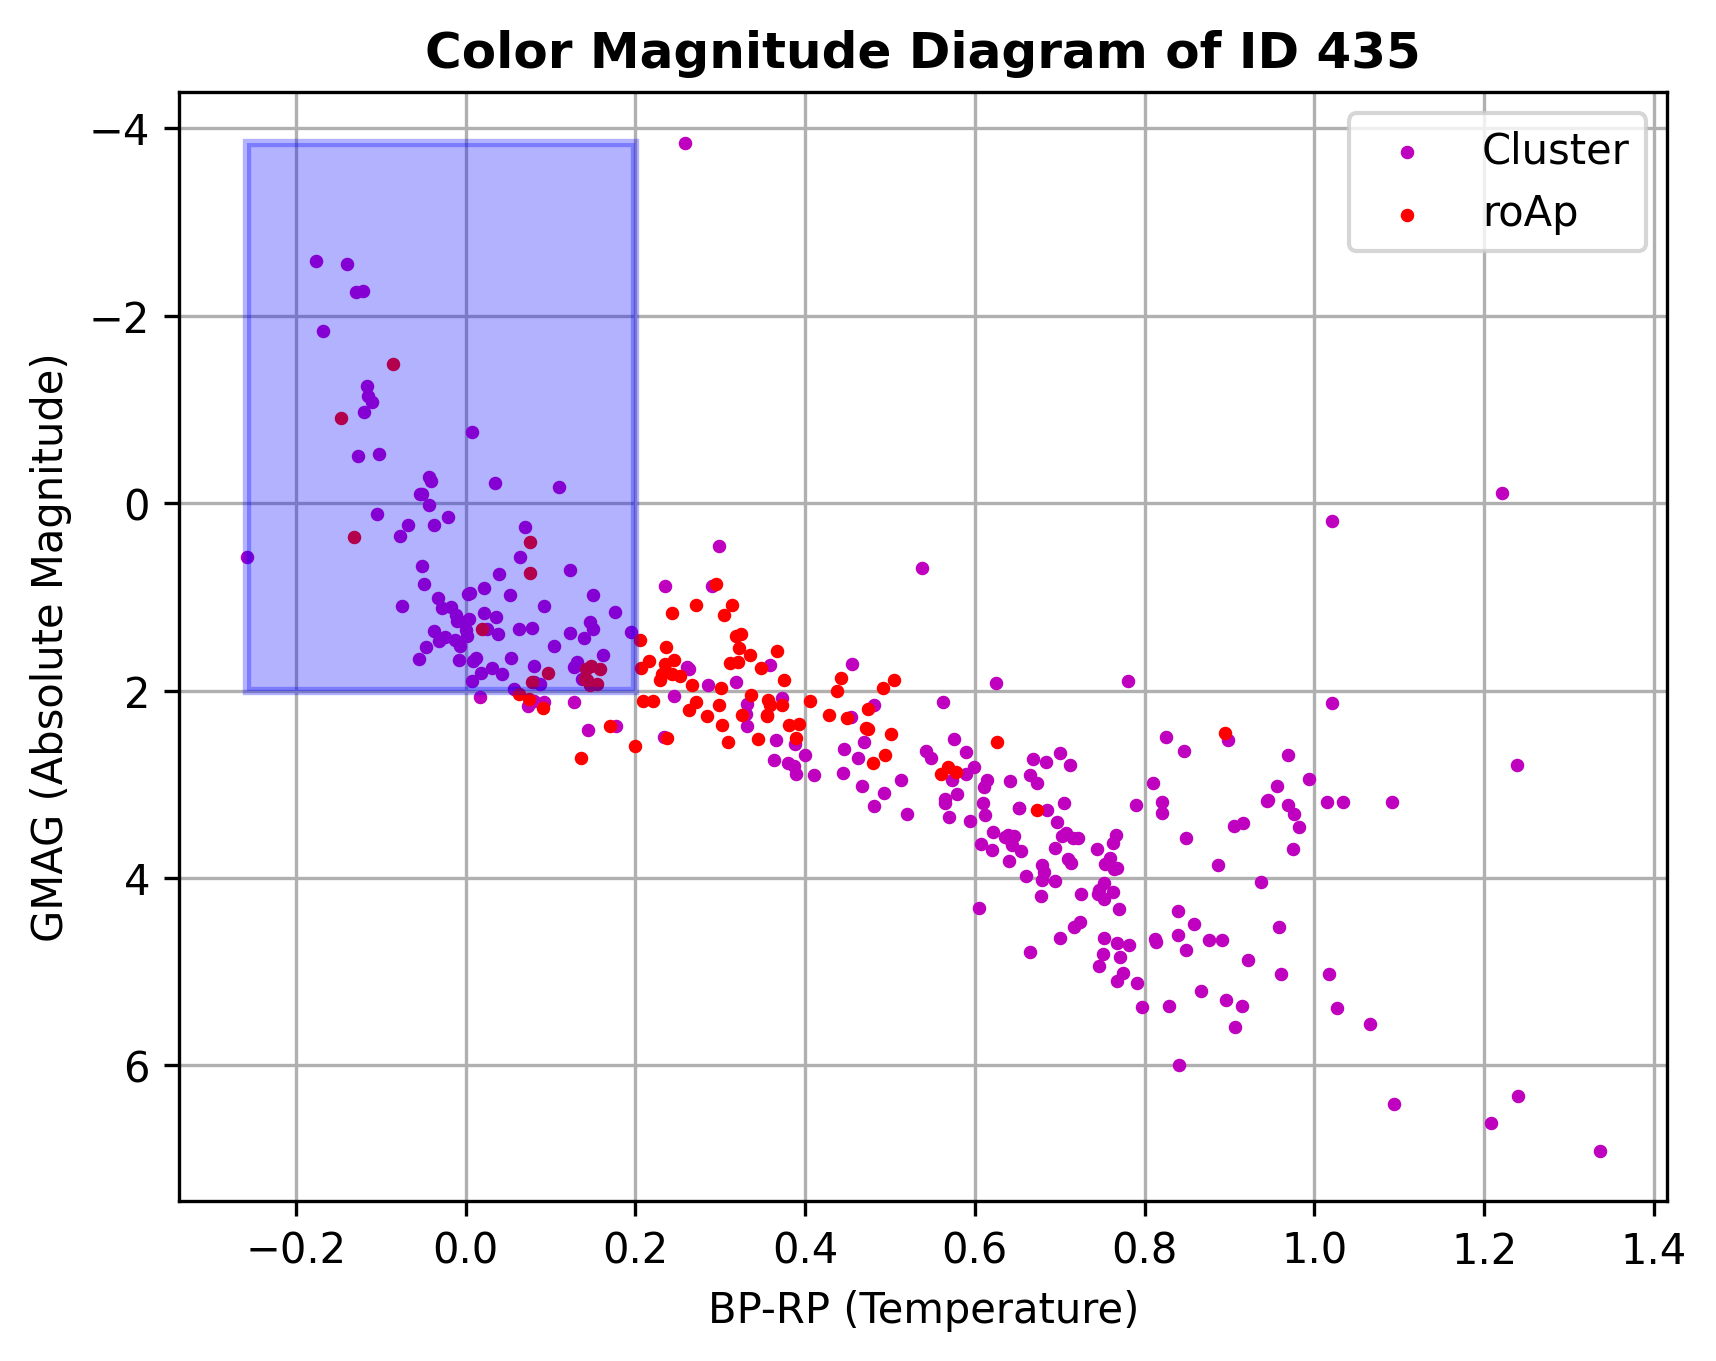 Color Magnitude Diagram of ID 435
Cluster
roAp
−4
−2
0
2
4
6
GMAG (Absolute Magnitude)
−0.2 0.0 0.2 0.4 0.6 0.8 1.0 1.2 1.4
BP-RP (Temperature)